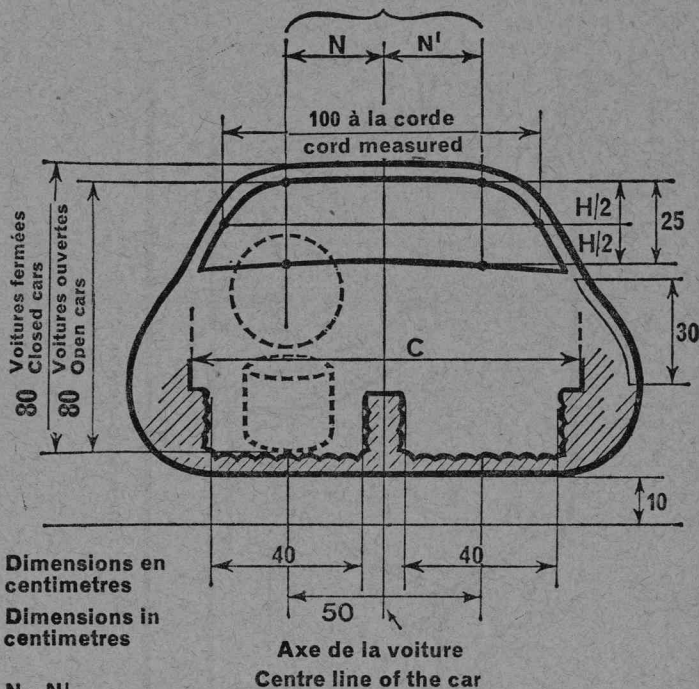 N N'
100 à la corde
cord measured
H/2
H/2
25
80 Voitures fermées
Closed cars
80 Voitures ouvertes
Open cars
30
C
10
Dimensions en
centimetres
40
40
Dimensions in
centimetres
50
Axe de la voiture
Centre line of the car